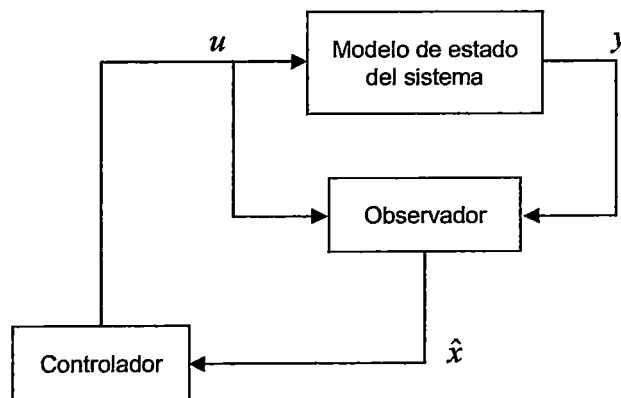 u
y
Modelo de estado
del sistema
Observador
Controlador
x̂